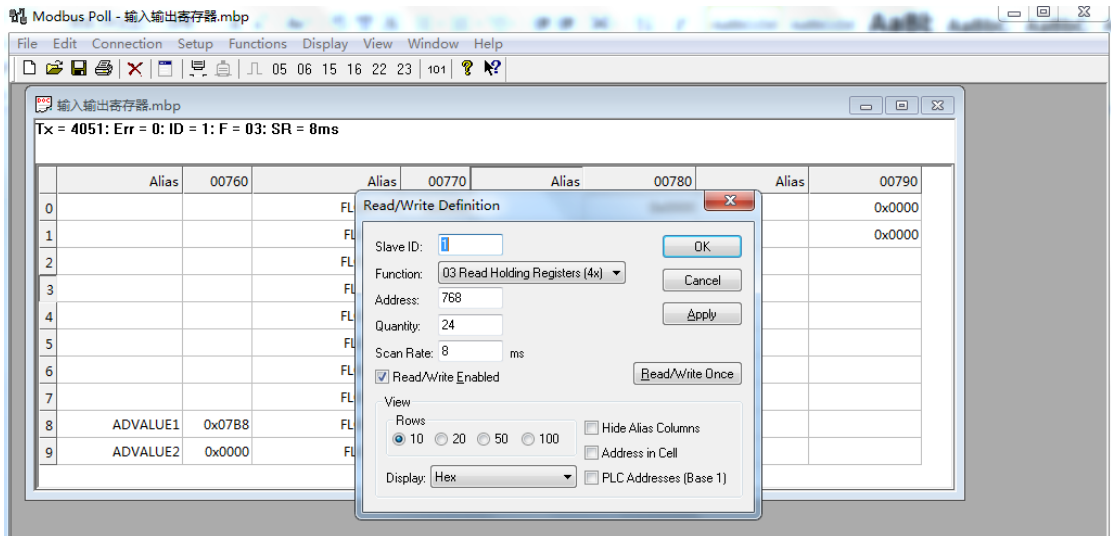 Modbus Poll - 输入输出寄存器.mbp
File Edit Connection Setup Functions Display View Window Help
05 06 15 16 22 23 101
输入输出寄存器.mbp
Tx = 4051: Err = 0: ID = 1: F = 03: SR = 8ms
Alias 00760 Alias 00770 Alias 00780 Alias 00790
0 0x0000
1 0x0000
2
3
4
5
6
7
8 ADVALUE1 0x07B8
9 ADVALUE2 0x0000
Read/Write Definition
Slave ID: 1
OK
Function: 03 Read Holding Registers (4x)
Cancel
Address: 768
Apply
Quantity: 24
Scan Rate: 8 ms
Read/Write Enabled
Read/Write Once
View
Rows
10 20 50 100
Hide Alias Columns
Address in Cell
Display: Hex
PLC Addresses (Base 1)